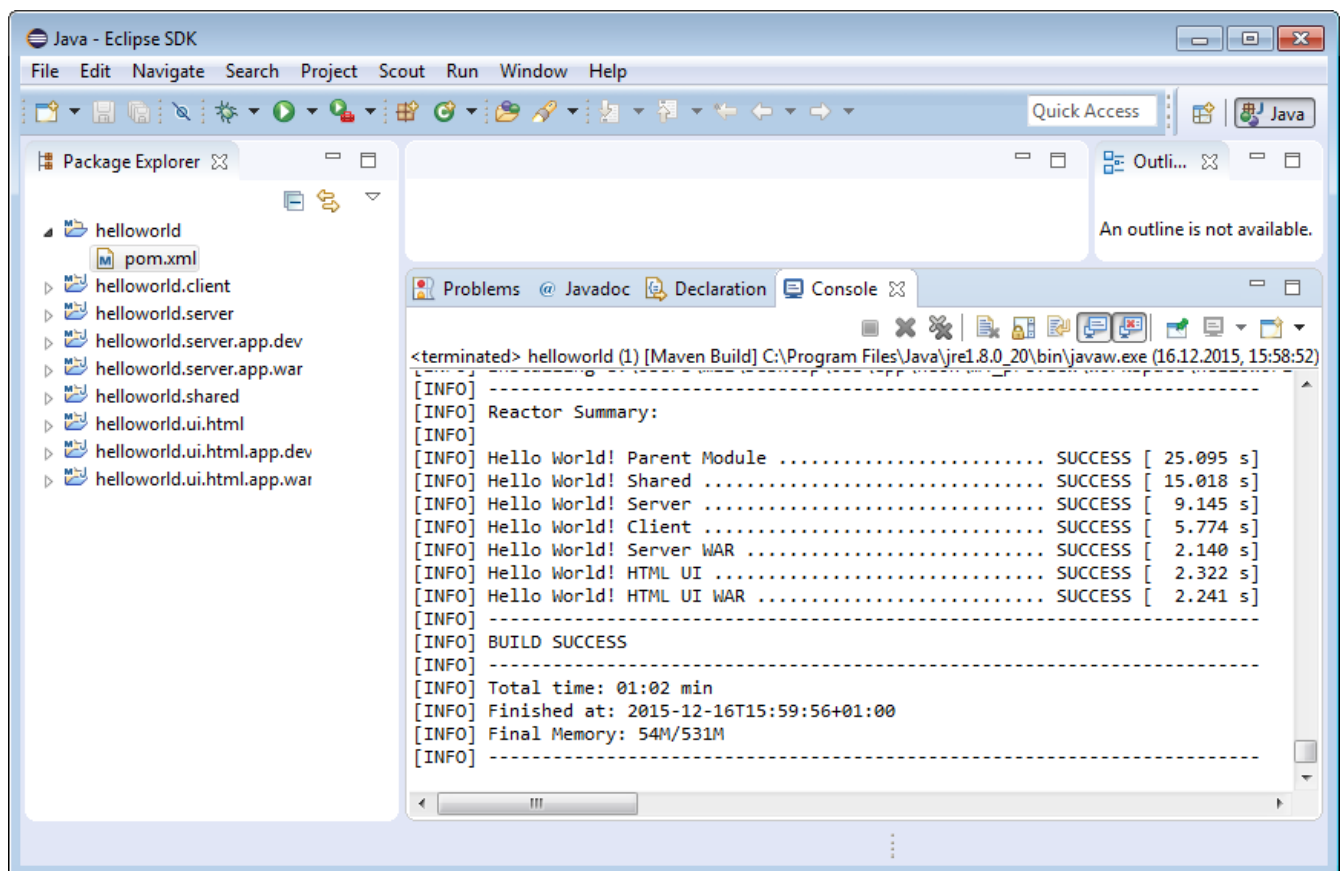 Java - Eclipse SDK
File Edit Navigate Search Project Scout Run Window Help
Quick Access
Java
Package Explorer
helloworld
pom.xml
helloworld.client
helloworld.server
helloworld.server.app.dev
helloworld.server.app.war
helloworld.shared
helloworld.ui.html
helloworld.ui.html.app.dev
helloworld.ui.html.app.war
Outli...
An outline is not available.
Problems @ Javadoc Declaration Console
<terminated> helloworld (1) [Maven Build] C:\Program Files\Java\jre1.8.0_20\bin\javaw.exe (16.12.2015, 15:58:52)
[INFO] ------------------------------------------------------------------------
[INFO] Reactor Summary:
[INFO]
[INFO] Hello World! Parent Module ......................... SUCCESS [ 25.095 s]
[INFO] Hello World! Shared ................................ SUCCESS [ 15.018 s]
[INFO] Hello World! Server ................................ SUCCESS [  9.145 s]
[INFO] Hello World! Client ................................ SUCCESS [  5.774 s]
[INFO] Hello World! Server WAR ............................ SUCCESS [  2.140 s]
[INFO] Hello World! HTML UI ............................... SUCCESS [  2.322 s]
[INFO] Hello World! HTML UI WAR ........................... SUCCESS [  2.241 s]
[INFO] ------------------------------------------------------------------------
[INFO] BUILD SUCCESS
[INFO] ------------------------------------------------------------------------
[INFO] Total time: 01:02 min
[INFO] Finished at: 2015-12-16T15:59:56+01:00
[INFO] Final Memory: 54M/531M
[INFO] ------------------------------------------------------------------------